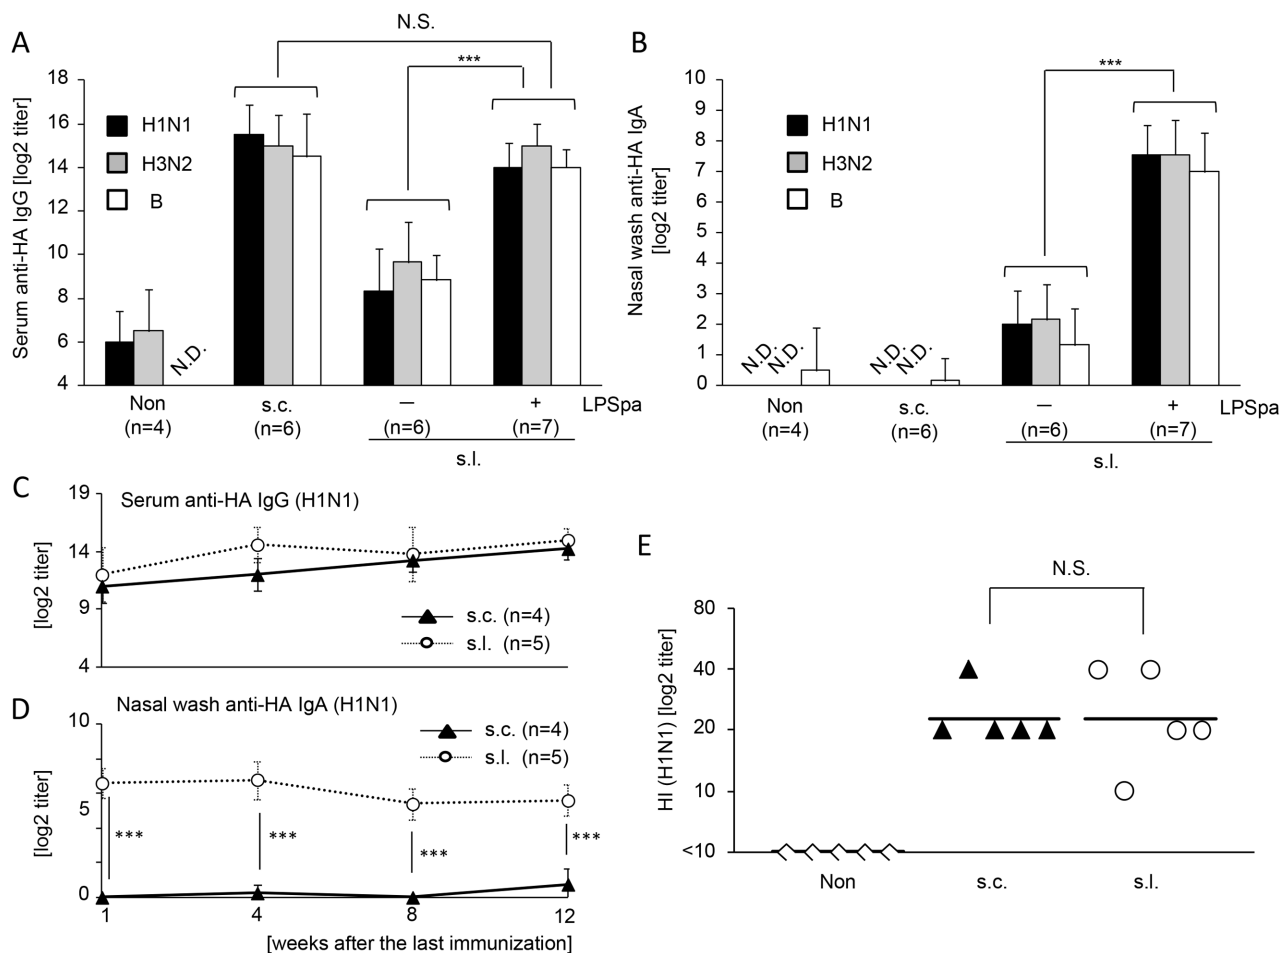 A
N.S.
***
Serum anti-HA IgG [log2 titer]
18
16
14
12
10
8
6
4
H1N1
H3N2
B
N.D.
Non
(n=4)
s.c.
(n=6)
—
(n=6)
+
(n=7)
LPSpa
s.l.
B
***
Nasal wash anti-HA IgA
[log2 titer]
10
9
8
7
6
5
4
3
2
1
0
H1N1
H3N2
B
N.D.
N.D.
N.D.
N.D.
Non
(n=4)
s.c.
(n=6)
—
(n=6)
+
(n=7)
LPSpa
s.l.
C
Serum anti-HA IgG (H1N1)
[log2 titer]
19
14
9
4
s.c. (n=4)
s.l. (n=5)
D
Nasal wash anti-HA IgA (H1N1)
[log2 titer]
10
5
0
s.c. (n=4)
s.l. (n=5)
***
***
***
***
1
4
8
12
[weeks after the last immunization]
E
N.S.
HI (H1N1) [log2 titer]
80
40
20
10
<10
Non
s.c.
s.l.